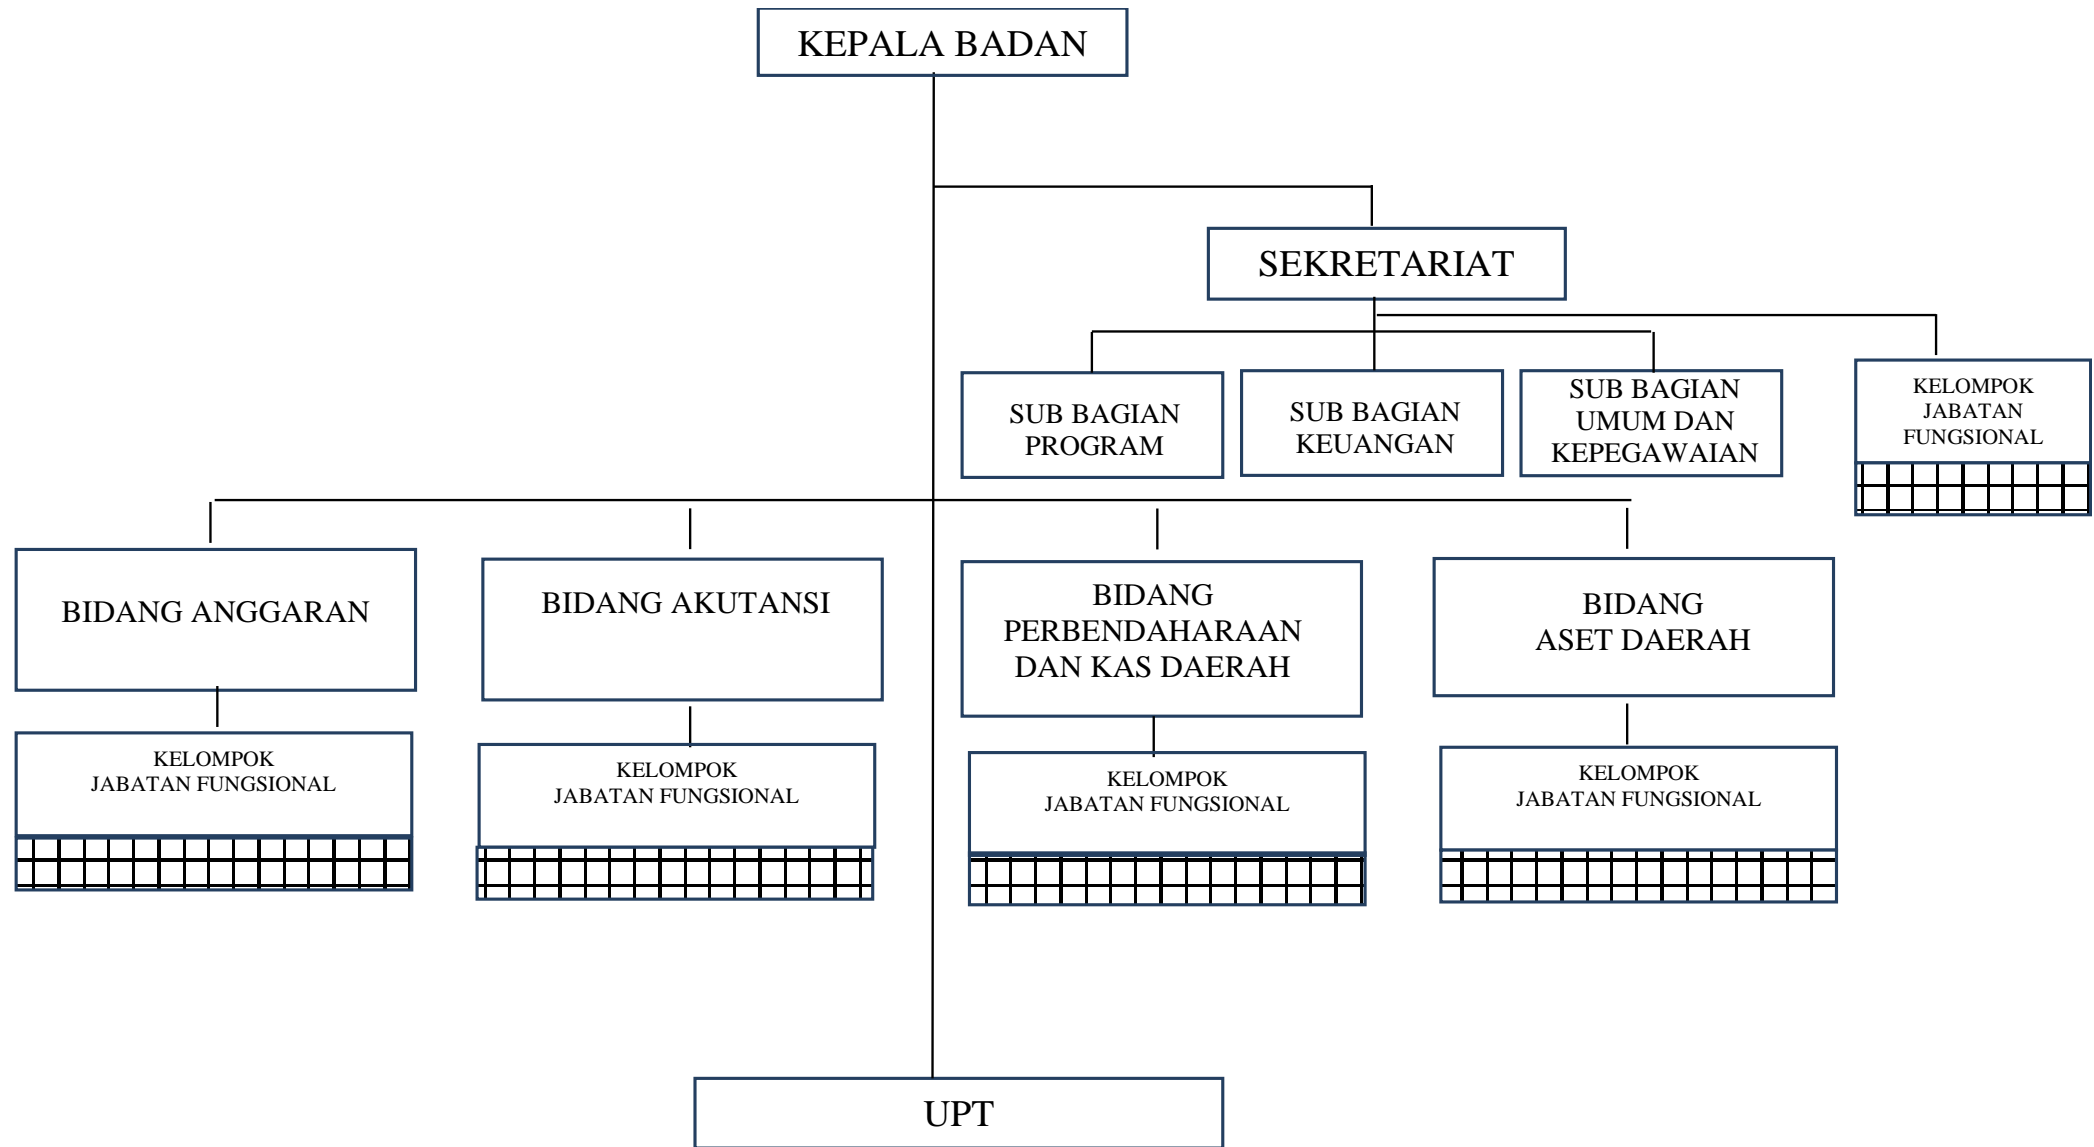 KEPALA BADAN
SEKRETARIAT
SUB BAGIAN
PROGRAM
SUB BAGIAN
KEUANGAN
SUB BAGIAN
UMUM DAN
KEPEGAWAIAN
KELOMPOK
JABATAN
FUNGSIONAL
BIDANG ANGGARAN
BIDANG AKUTANSI
BIDANG
PERBENDAHARAAN
DAN KAS DAERAH
BIDANG
ASET DAERAH
KELOMPOK
JABATAN FUNGSIONAL
KELOMPOK
JABATAN FUNGSIONAL
KELOMPOK
JABATAN FUNGSIONAL
KELOMPOK
JABATAN FUNGSIONAL
UPT